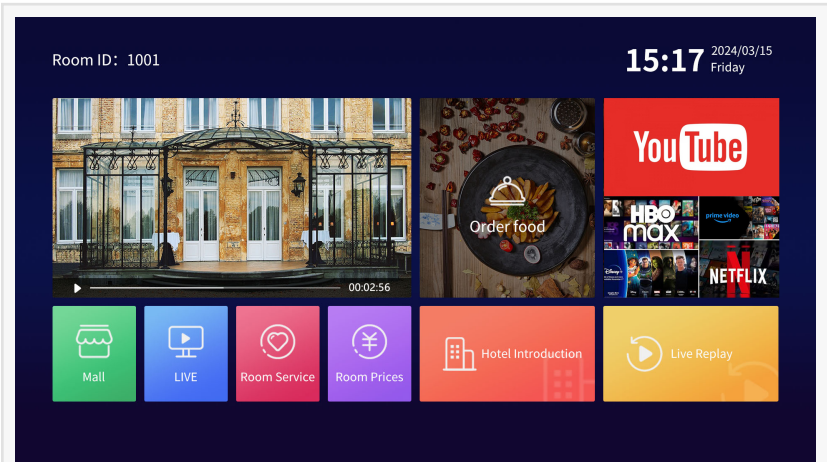 Room ID：1001
15:17
2024/03/15
Friday
YouTube
Order food
HBO
max
prime video
Disney+
NETFLIX
00:02:56
Mall
LIVE
Room Service
Room Prices
Hotel Introduction
Live Replay